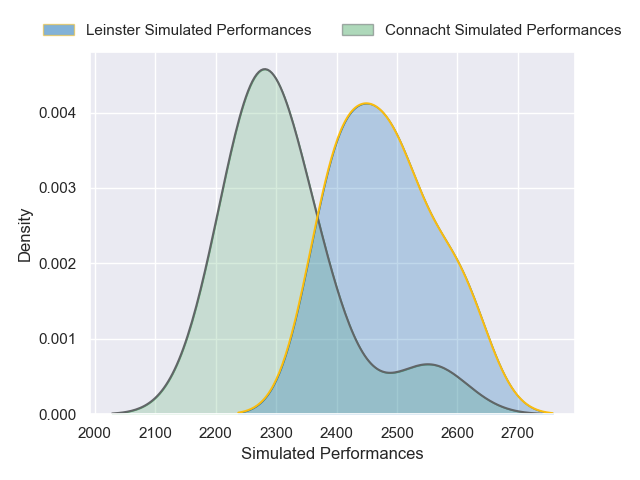 Leinster Simulated Performances Connacht Simulated Performances
0.004
0.003
0.002
0.001
0.000
Density
2000 2100 2200 2300 2400 2500 2600 2700
Simulated Performances